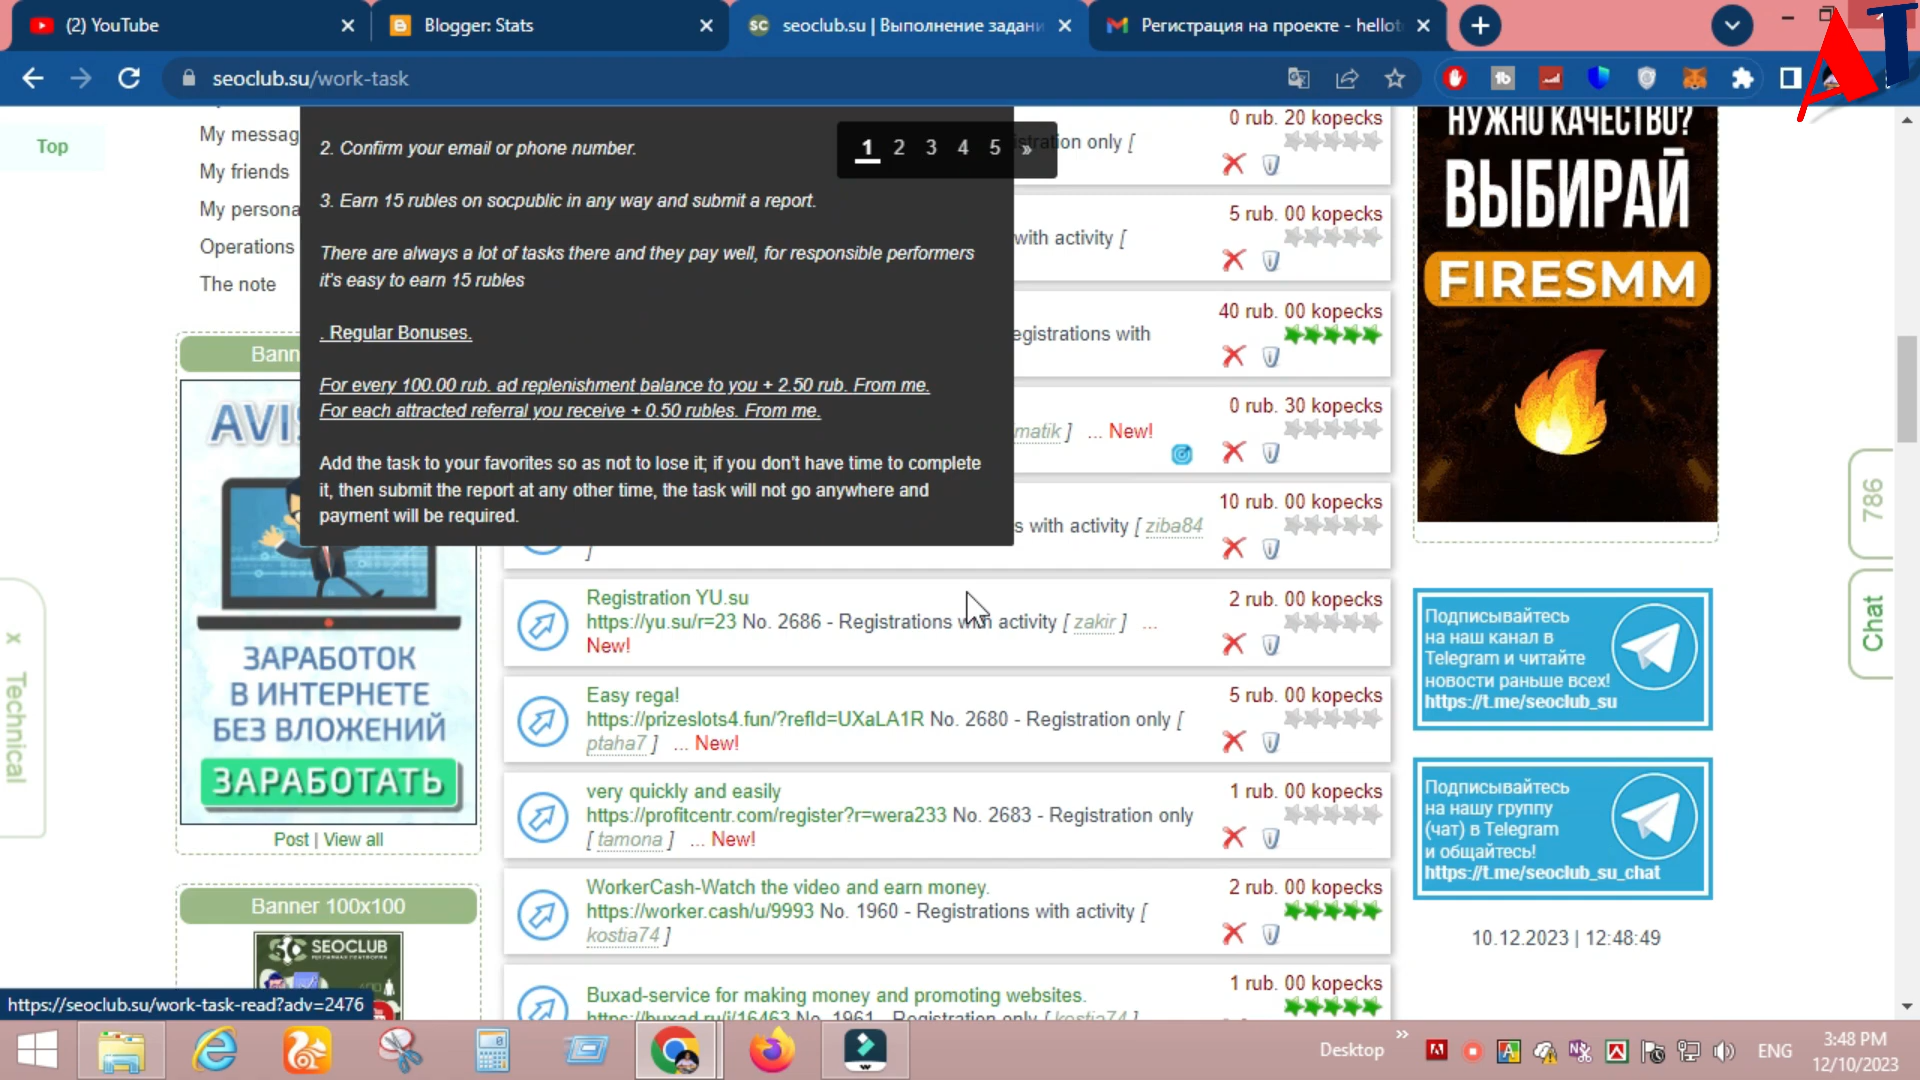 (2) YouTube
Blogger: Stats
seoclub.su | Выполнение задани
Регистрация на проекте - hellot
seoclub.su/work-task
AT
Top
My messag
My friends
My persona
Operations
The note
2. Confirm your email or phone number.
3. Earn 15 rubles on socpublic in any way and submit a report.
There are always a lot of tasks there and they pay well, for responsible performers
it's easy to earn 15 rubles
. Regular Bonuses.
For every 100.00 rub. ad replenishment balance to you + 2.50 rub. From me.
For each attracted referral you receive + 0.50 rubles. From me.
Add the task to your favorites so as not to lose it; if you don't have time to complete
it, then submit the report at any other time, the task will not go anywhere and
payment will be required.
1 2 3 4 5 »
stration only [
0 rub. 20 kopecks
with activity [
5 rub. 00 kopecks
egistrations with
40 rub. 00 kopecks
matik ] ... New!
0 rub. 30 kopecks
s with activity [ ziba84
]
10 rub. 00 kopecks
Registration YU.su
https://yu.su/r=23 No. 2686 - Registrations with activity [ zakir ] ...
New!
2 rub. 00 kopecks
Easy rega!
https://prizeslots4.fun/?refId=UXaLA1R No. 2680 - Registration only [
ptaha7 ] ... New!
5 rub. 00 kopecks
very quickly and easily
https://profitcentr.com/register?r=wera233 No. 2683 - Registration only
[ tamona ] ... New!
1 rub. 00 kopecks
WorkerCash-Watch the video and earn money.
https://worker.cash/u/9993 No. 1960 - Registrations with activity [
kostia74 ]
2 rub. 00 kopecks
Buxad-service for making money and promoting websites.
https://buxad.ru/i/16463 No. 1961 - Registration only [ kostia74 ]
1 rub. 00 kopecks
Bann
AVIS
ЗАРАБОТОК
В ИНТЕРНЕТЕ
БЕЗ ВЛОЖЕНИЙ
ЗАРАБОТАТЬ
Post | View all
Banner 100x100
SEOCLUB
x Technical
НУЖНО КАЧЕСТВО?
ВЫБИРАЙ
FIRESMM
786
Chat
Подписывайтесь
на наш канал в
Telegram и читайте
новости раньше всех!
https://t.me/seoclub_su
Подписывайтесь
на нашу группу
(чат) в Telegram
и общайтесь!
https://t.me/seoclub_su_chat
10.12.2023 | 12:48:49
https://seoclub.su/work-task-read?adv=2476
Desktop
ENG
3:48 PM
12/10/2023